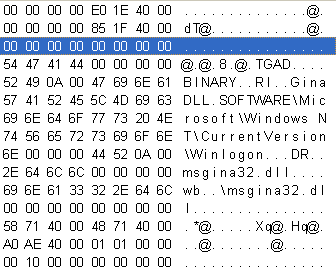 00 00 00 00 E0 1E 40 00 . . . . . . . . . . . . . @ .
00 00 00 00 85 1F 40 00 dT@ . . . . . . . . . . @ .
00 00 00 00 00 00 00 00 . . . . . . . . . . . . . . . .
54 47 41 44 00 00 00 00 @.@.8.@.TGAD....
52 49 0A 00 47 69 6E 61 BINARY..RI..Gina
57 41 52 45 5C 4D 69 63 DLL.SOFTWARE\Mic
69 6E 64 6F 77 73 20 4E rosoft\Windows N
74 56 65 72 73 69 6F 6E T\CurrentVersion
6E 00 00 00 44 52 0A 00 \Winlogon...DR..
2E 64 6C 6C 00 00 00 00 msgina32.dll....
69 6E 61 33 32 2E 64 6C wb..\msgina32.dl
00 00 00 00 00 00 00 00 l...............
58 71 40 00 48 71 40 00 .*@.....Xq@.Hq@.
A0 AE 40 00 01 01 00 00 ..@.......@.....
00 10 00 00 00 00 00 00 . . . . . . . . . . . . . . . .